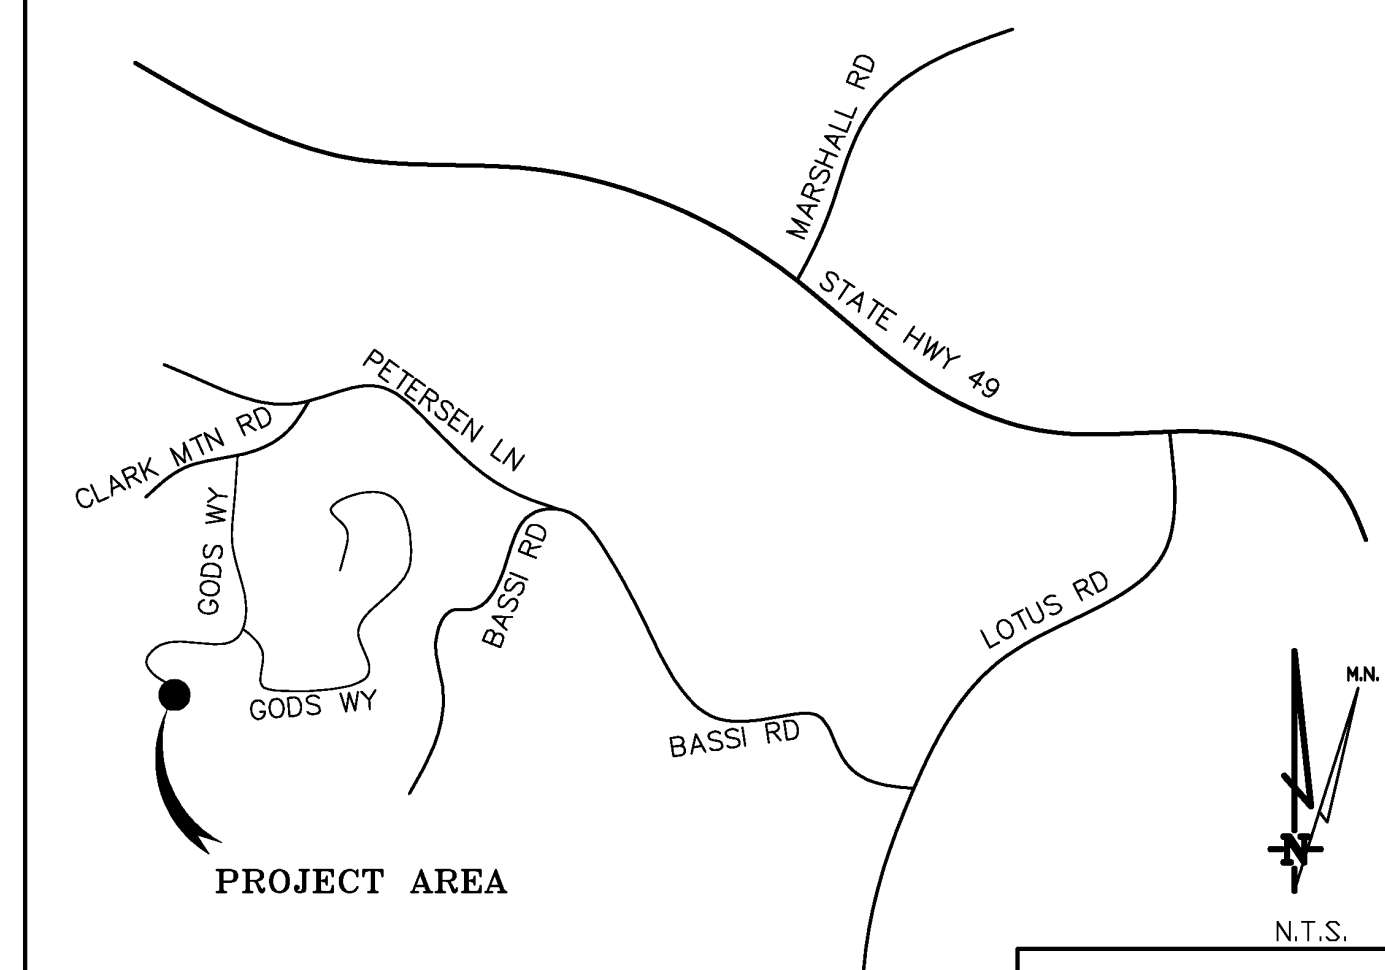 MARSHALL RD
STATE HWY 49
PETERSEN LN
CLARK MTN RD
GODS WY
BASSI RD
LOTUS RD
GODS WY
BASSI RD
M.N.
PROJECT AREA
N
N.T.S.